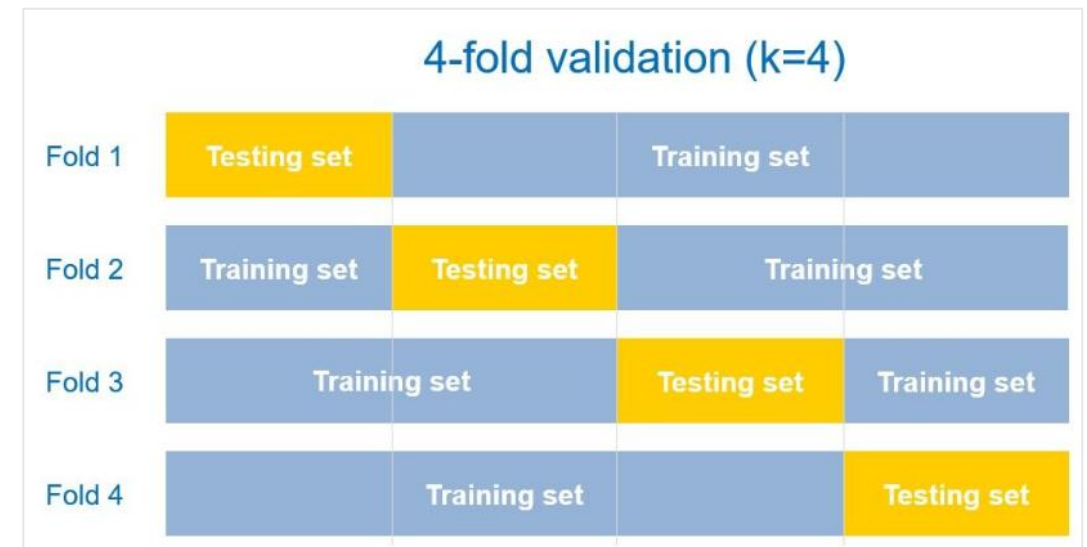 4-fold validation (k=4)
Fold 1 Testing set Training set
Fold 2 Training set Testing set Training set
Fold 3 Training set Testing set Training set
Fold 4 Training set Testing set